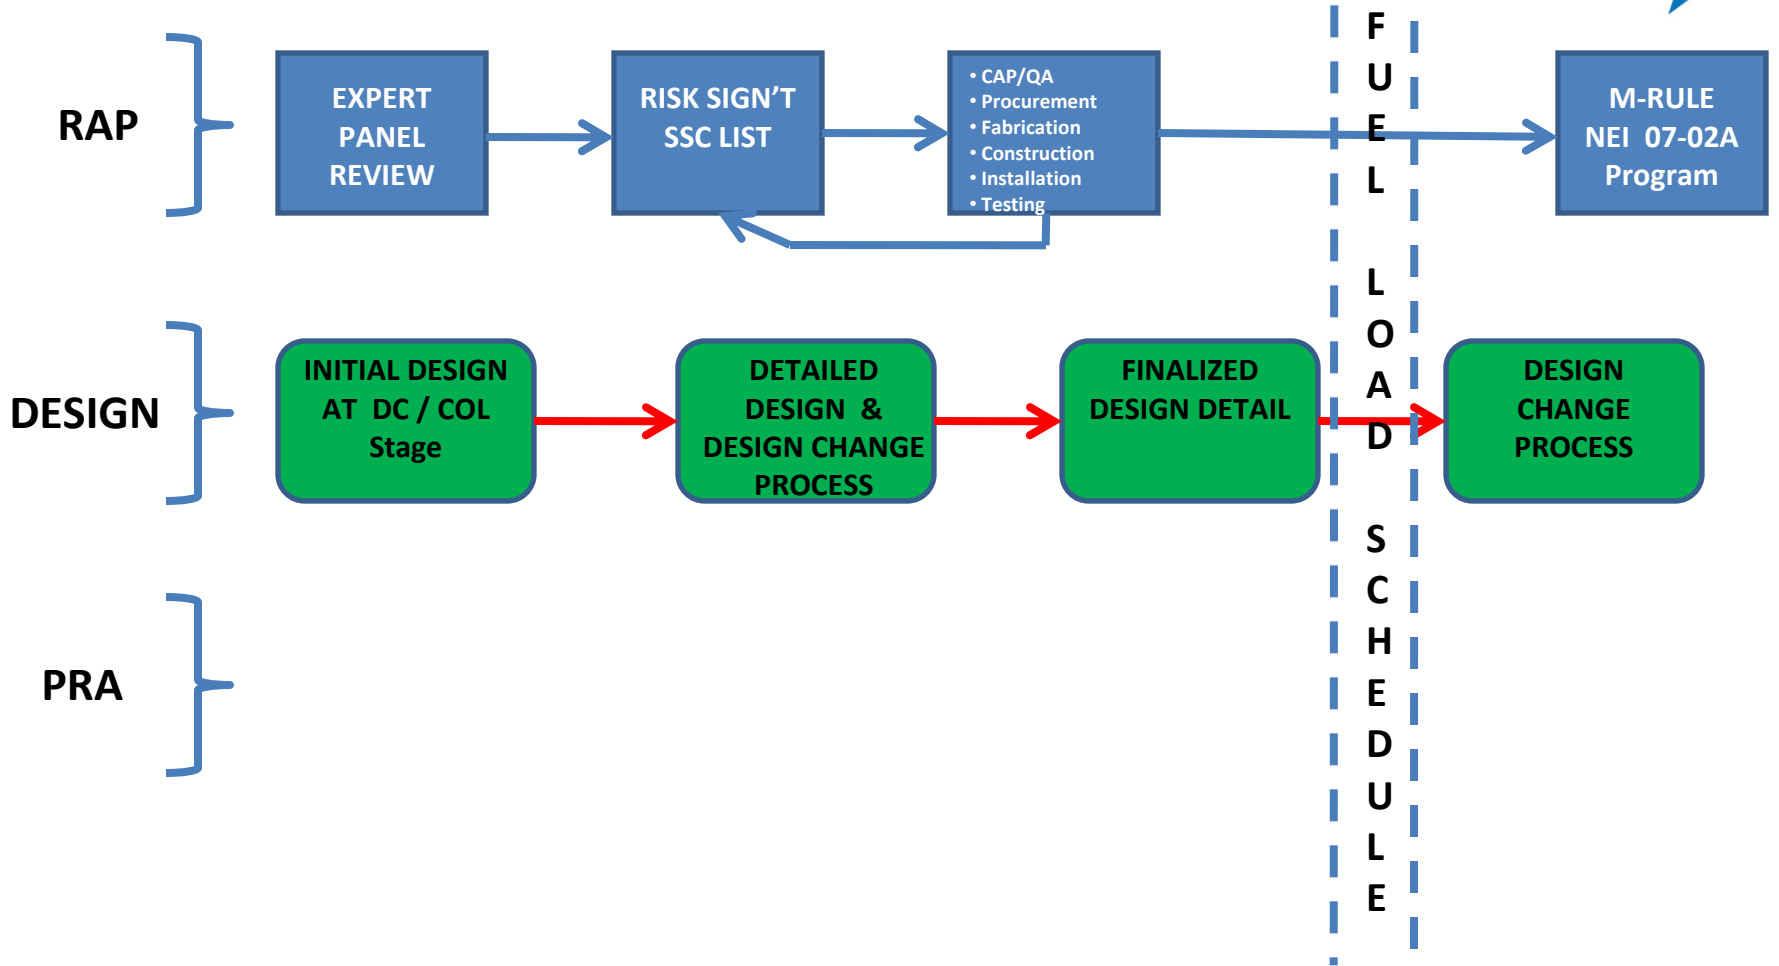 RAP
EXPERT
PANEL
REVIEW
RISK SIGN’T
SSC LIST
• CAP/QA
• Procurement
• Fabrication
• Construction
• Installation
• Testing
M-RULE
NEI 07-02A
Program
DESIGN
INITIAL DESIGN
AT DC / COL
Stage
DETAILED
DESIGN &
DESIGN CHANGE
PROCESS
FINALIZED
DESIGN DETAIL
DESIGN
CHANGE
PROCESS
PRA
F
U
E
L
L
O
A
D
S
C
H
E
D
U
L
E